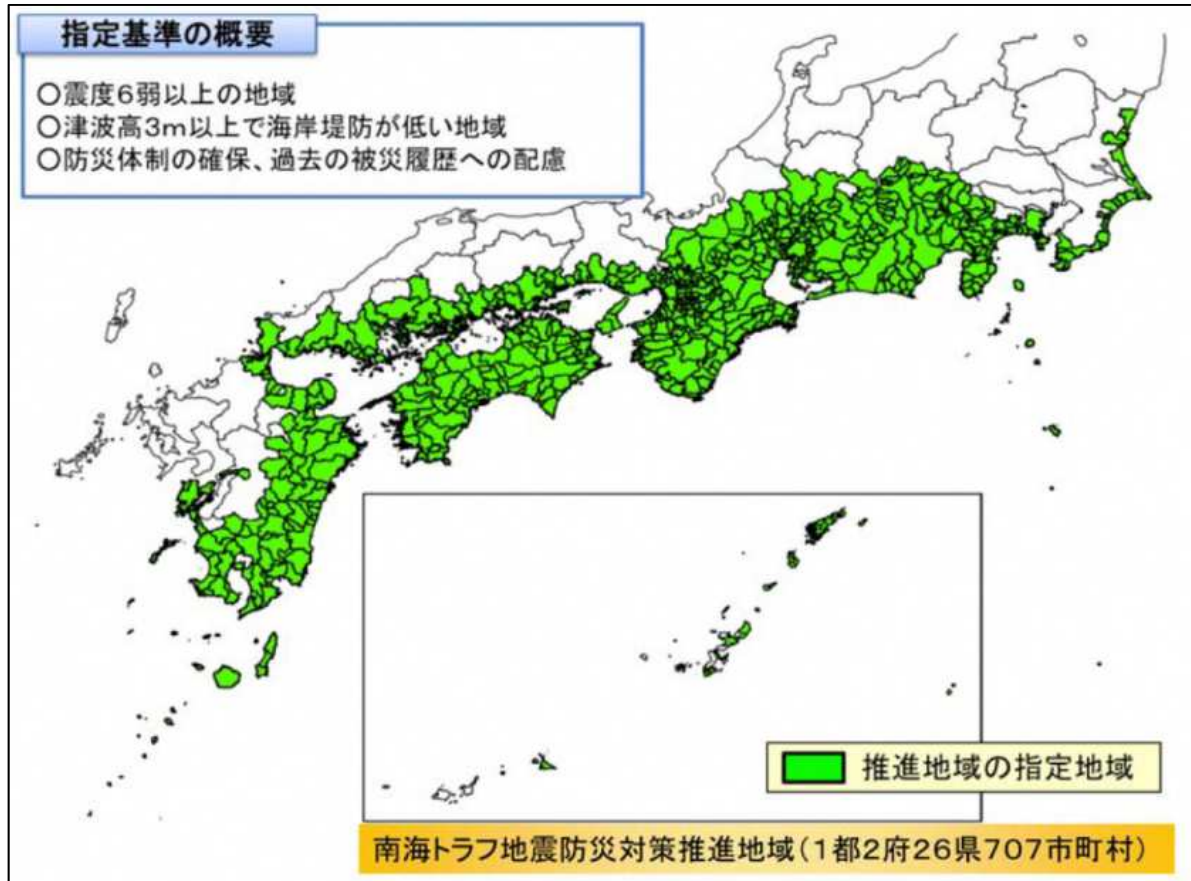 指定基準の概要
○震度6弱以上の地域
○津波高3m以上で海岸堤防が低い地域
○防災体制の確保、過去の被災履歴への配慮
推進地域の指定地域
南海トラフ地震防災対策推進地域(1都2府26県707市町村)